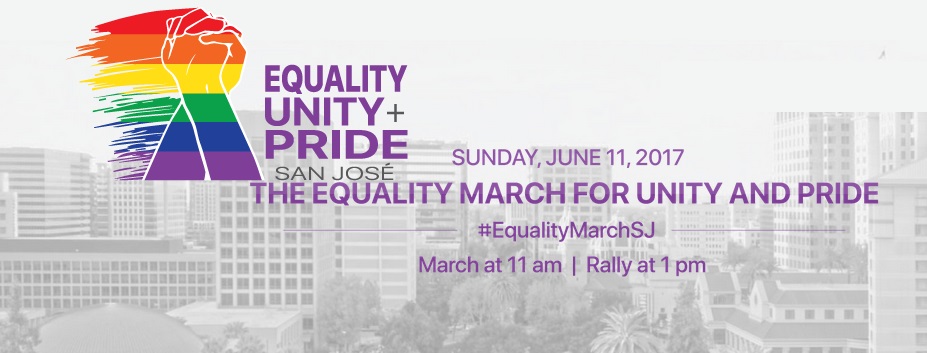 EQUALITY
UNITY+
PRIDE
SAN JOSÉ
SUNDAY, JUNE 11, 2017
THE EQUALITY MARCH FOR UNITY AND PRIDE
#EqualityMarchSJ
March at 11 am | Rally at 1 pm